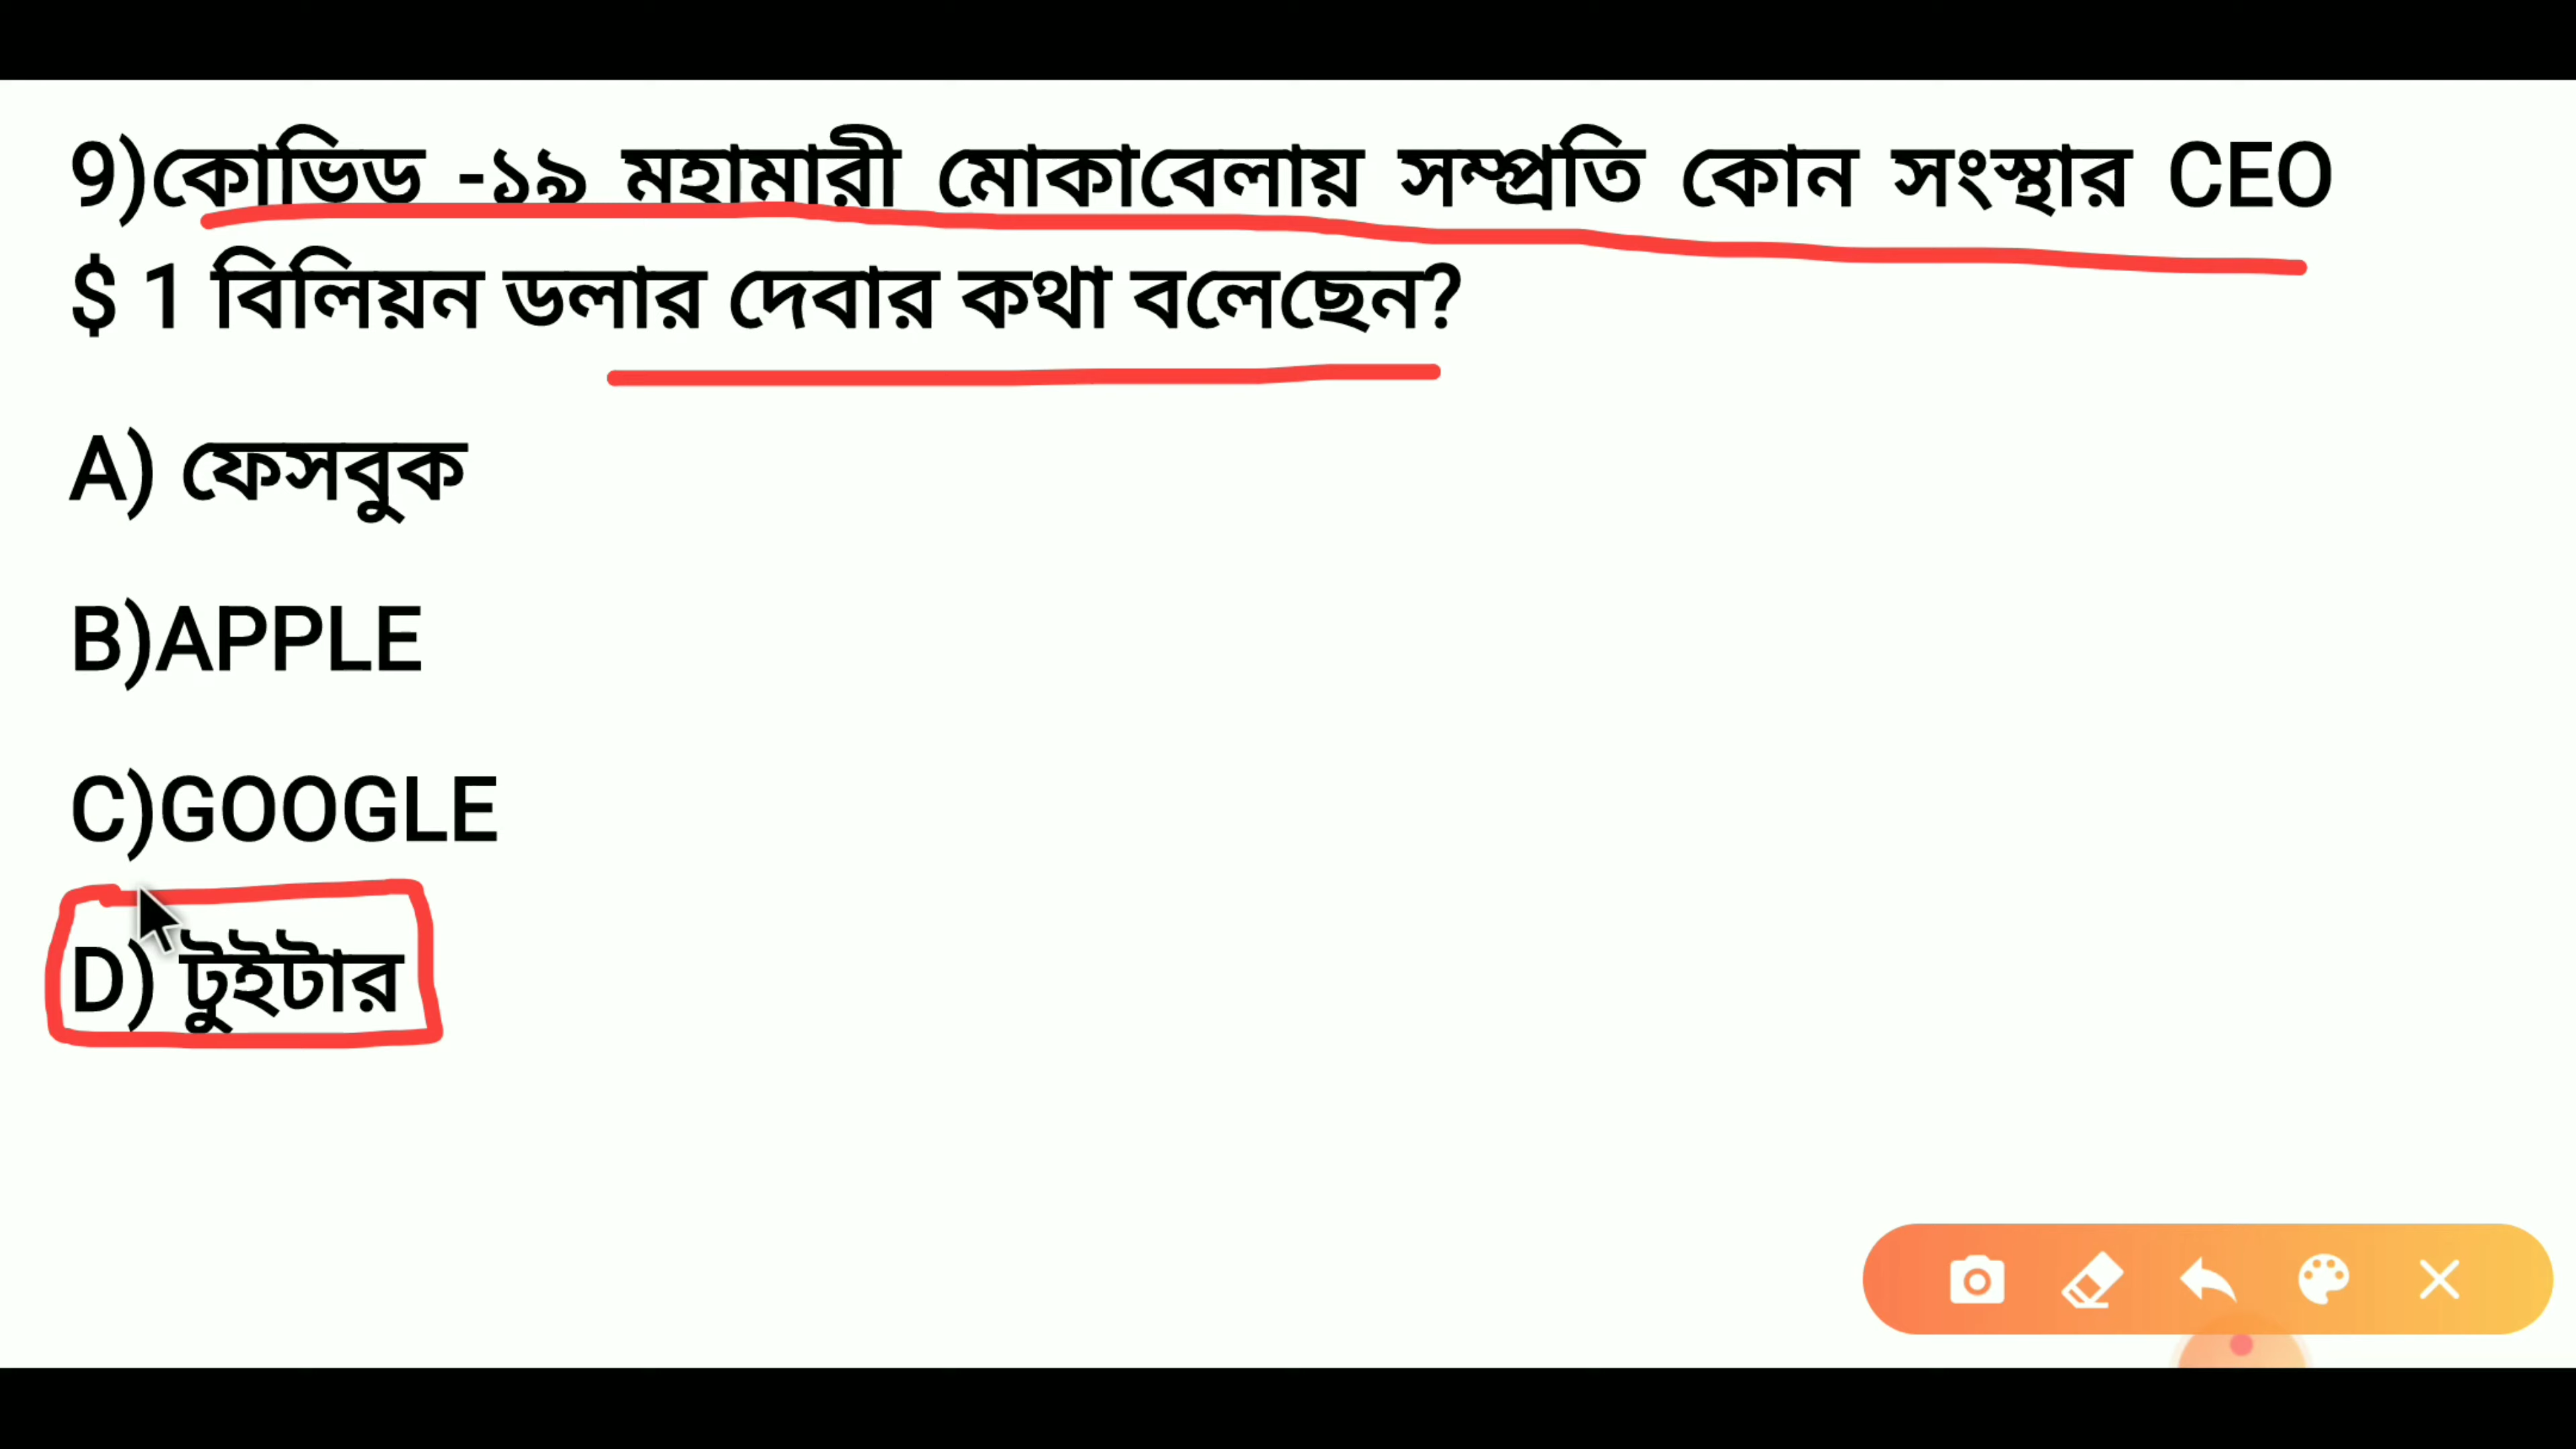 9)কোভিড -১৯ মহামারী মোকাবেলায় সম্প্রতি কোন সংস্থার CEO
$ 1 বিলিয়ন ডলার দেবার কথা বলেছেন?
A) ফেসবুক
B)APPLE
C)GOOGLE
D) টুইটার